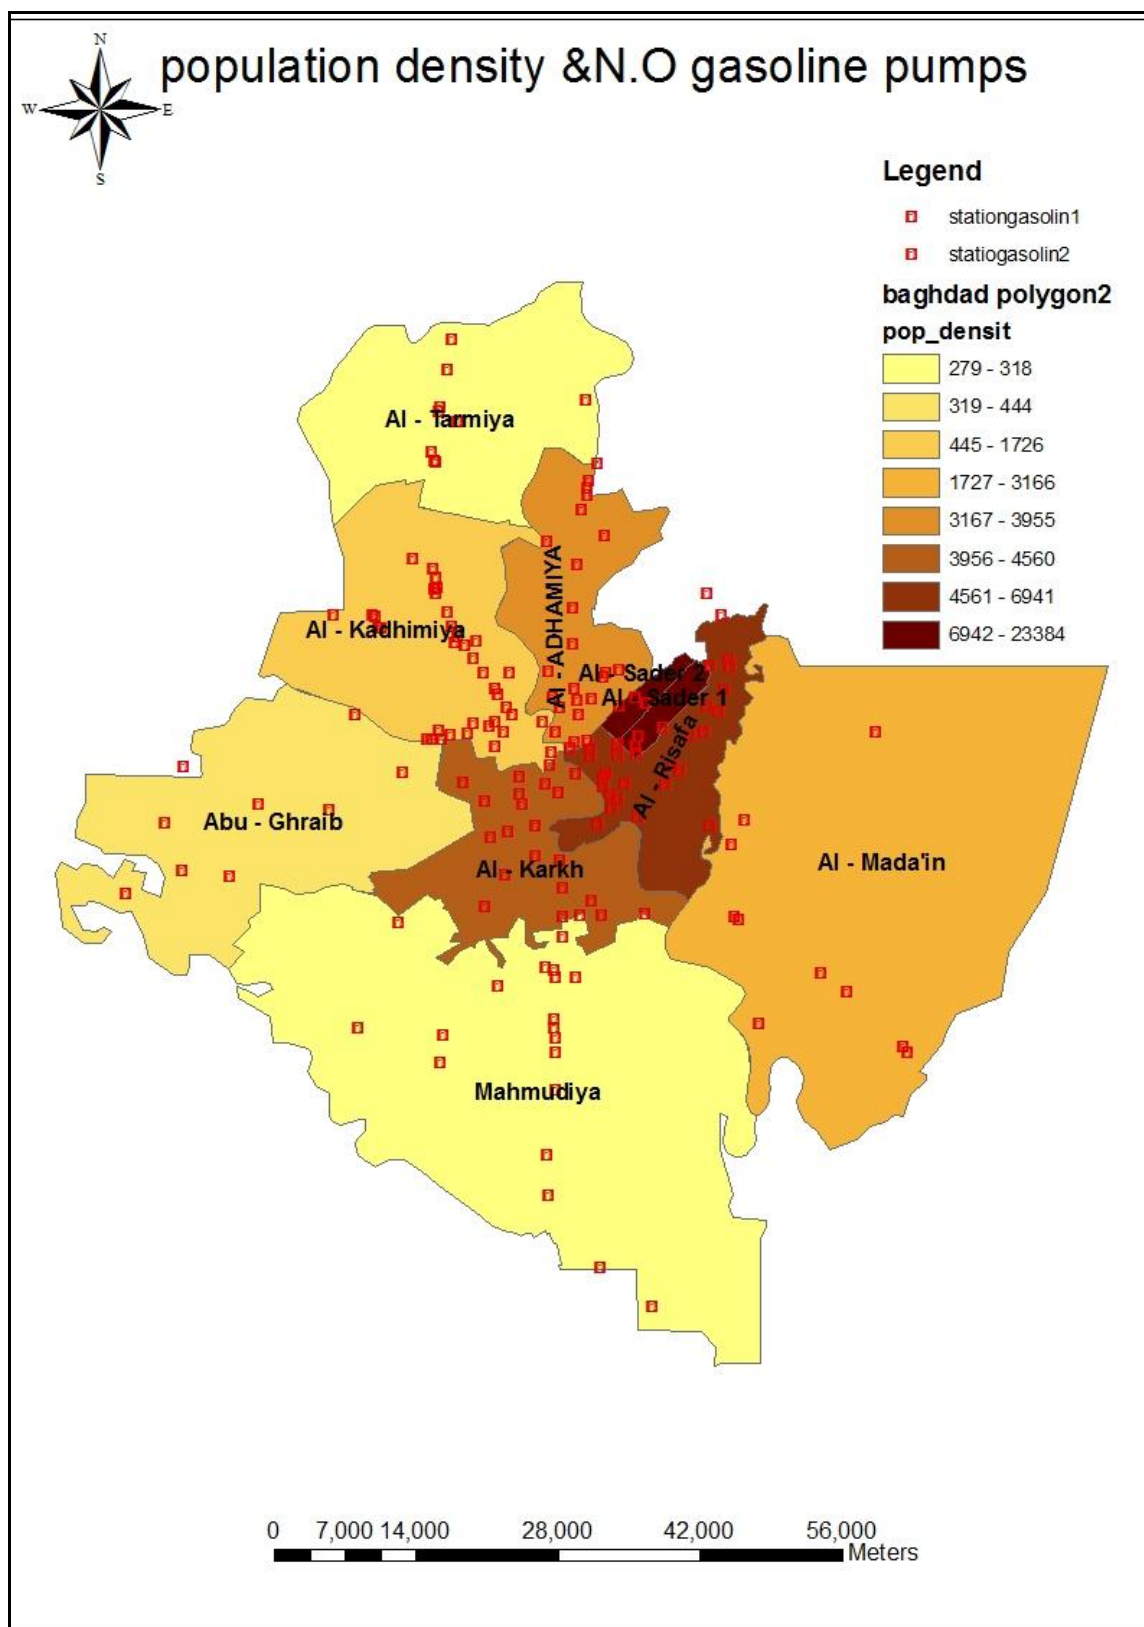 N
W
E
S
population density &N.O gasoline pumps
Legend
stationgasolin1
statiogasolin2
baghdad polygon2
pop_densit
279 - 318
319 - 444
445 - 1726
1727 - 3166
3167 - 3955
3956 - 4560
4561 - 6941
6942 - 23384
Al - Tarmiya
Al - ADHAMIYA
Al - Kadhimiya
Al - Sader 2
Al - Sader 1
Al - Risafa
Abu - Ghraib
Al - Karkh
Al - Mada'in
Mahmudiya
0 7,000 14,000 28,000 42,000 56,000
Meters